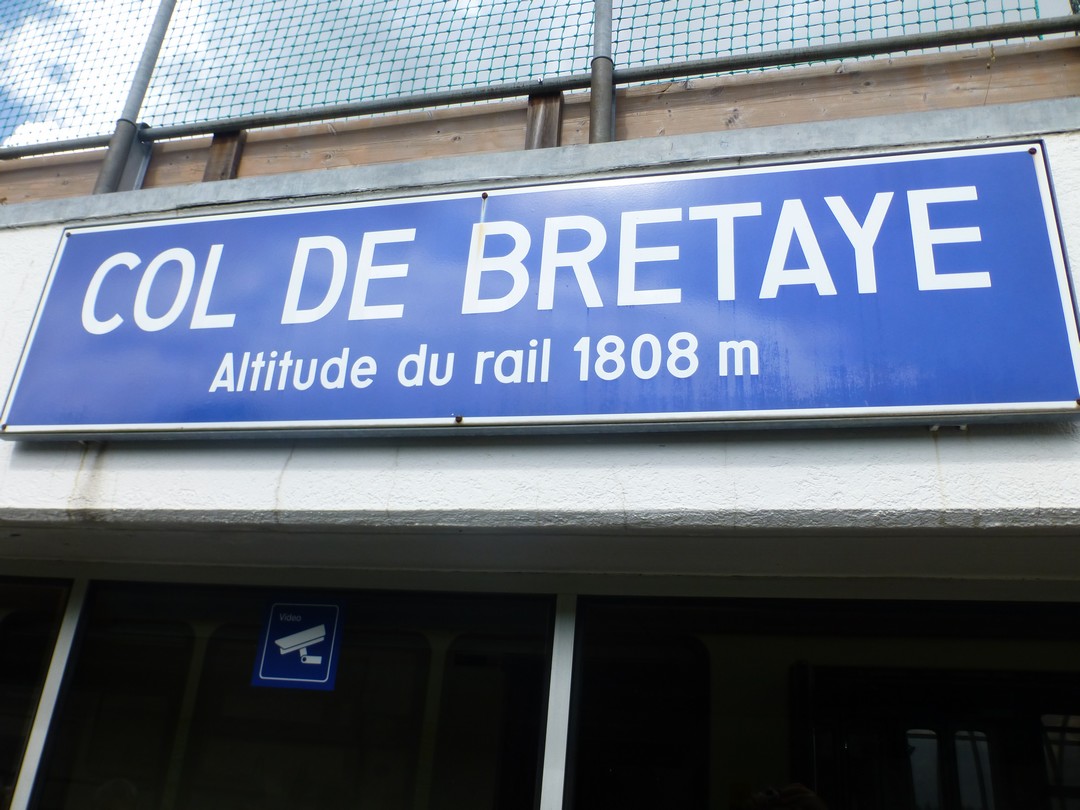 COL DE BRETAYE
Altitude du rail 1808 m
Video